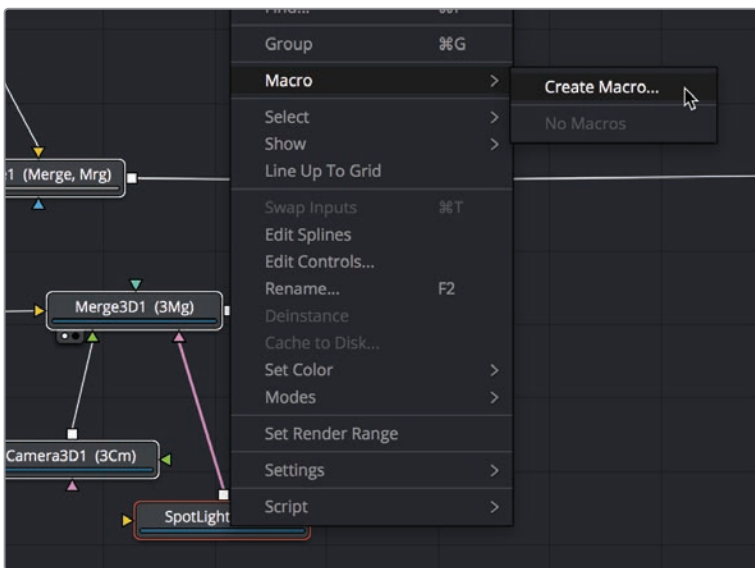 Group ⌘G
Macro >
Create Macro...
No Macros
Select >
Show >
Line Up To Grid
Swap Inputs ⌘T
Edit Splines
Edit Controls...
Rename... F2
Deinstance
Cache to Disk...
Set Color >
Modes >
Set Render Range
Settings >
Script >
1 (Merge, Mrg)
Merge3D1 (3Mg)
Camera3D1 (3Cm)
SpotLight